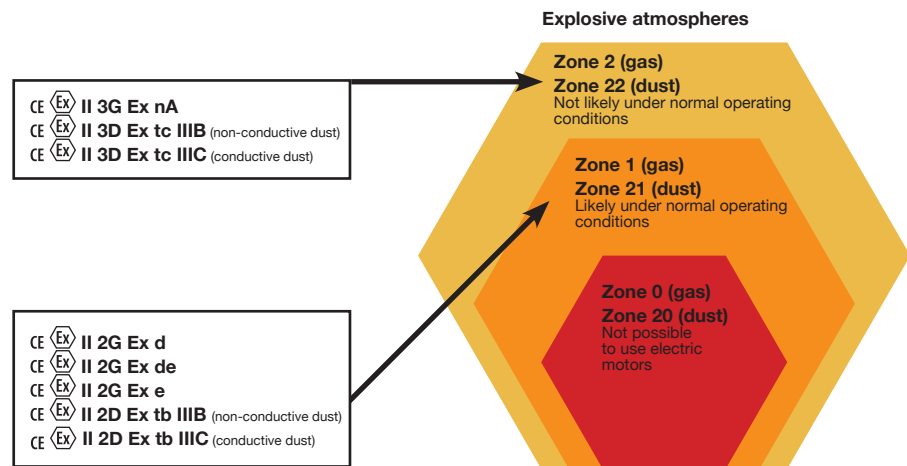 Explosive atmospheres
Zone 2 (gas)
Zone 22 (dust)
Not likely under normal operating
conditions
CE Ex II 3G Ex nA
CE Ex II 3D Ex tc IIIB (non-conductive dust)
CE Ex II 3D Ex tc IIIC (conductive dust)
Zone 1 (gas)
Zone 21 (dust)
Likely under normal operating
conditions
Zone 0 (gas)
Zone 20 (dust)
Not possible
to use electric
motors
CE Ex II 2G Ex d
CE Ex II 2G Ex de
CE Ex II 2G Ex e
CE Ex II 2D Ex tb IIIB (non-conductive dust)
CE Ex II 2D Ex tb IIIC (conductive dust)